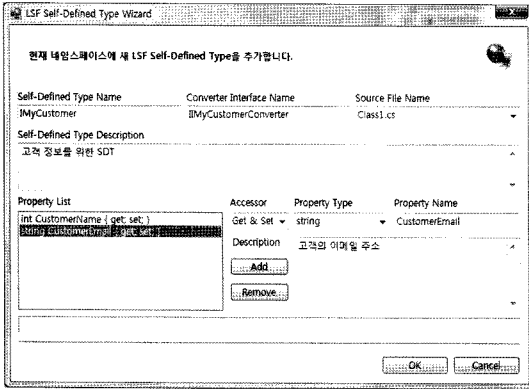 LSF Self-Defined Type Wizard
현재 네임스페이스에 새 LSF Self-Defined Type을 추가합니다.
Self-Defined Type Name Converter Interface Name Source File Name
IMyCustomer IIMyCustomerConverter Class1.cs
Self-Defined Type Description
고객 정보를 위한 SDT
Property List Accessor Property Type Property Name
int CustomerName { get; set; } Get & Set string CustomerEmail
string CustomerEmail { get; set; }
Description 고객의 이메일 주소
Add
Remove
OK Cancel